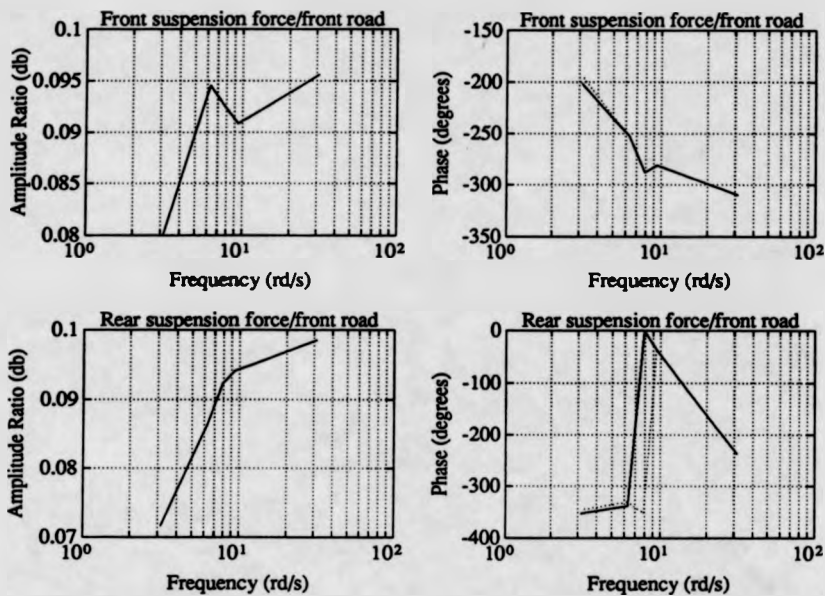 Front suspension force/front road
Amplitude Ratio (db)
0.1
0.095
0.09
-0.085
0.08
10⁰ 10¹ 10²
Frequency (rd/s)
Front suspension force/front road
Phase (degrees)
-150
-200
-250
-300
-350
10⁰ 10¹ 10²
Frequency (rd/s)
Rear suspension force/front road
Amplitude Ratio (db)
0.1
0.09
0.08
0.07
10⁰ 10¹ 10²
Frequency (rd/s)
Rear suspension force/front road
Phase (degrees)
0
-100
-200
-300
-400
10⁰ 10¹ 10²
Frequency (rd/s)